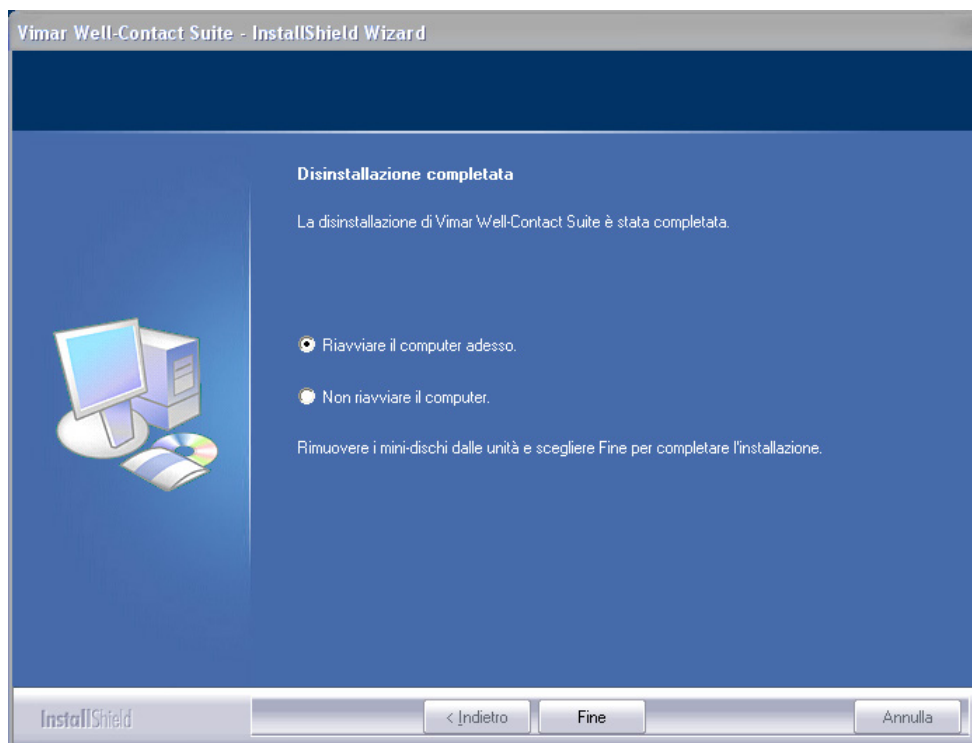 Vimar Well-Contact Suite - InstallShield Wizard
Disinstallazione completata
La disinstallazione di Vimar Well-Contact Suite è stata completata.
Riavviare il computer adesso.
Non riavviare il computer.
Rimuovere i mini-dischi dalle unità e scegliere Fine per completare l'installazione.
InstallShield
< Indietro
Fine
Annulla